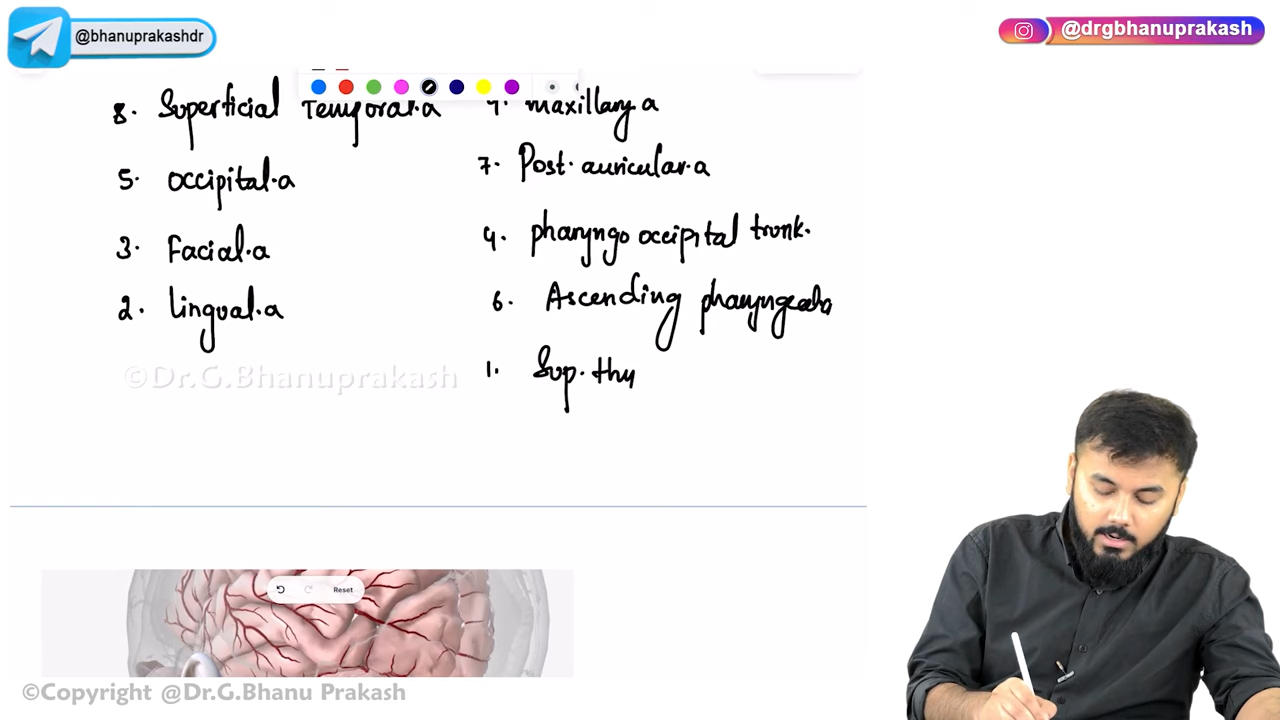 @bhanuprakashdr
@drgbhanuprakash
8. Superficial Temporal.a
9. maxillary a
5. occipital.a
7. Post. auricular.a
3. Facial.a
4. pharyngo occipital trunk.
2. lingual.a
6. Ascending
1. Sup. thy
©Dr.G.Bhanuprakash
Reset
©Copyright @Dr.G.Bhanu Prakash